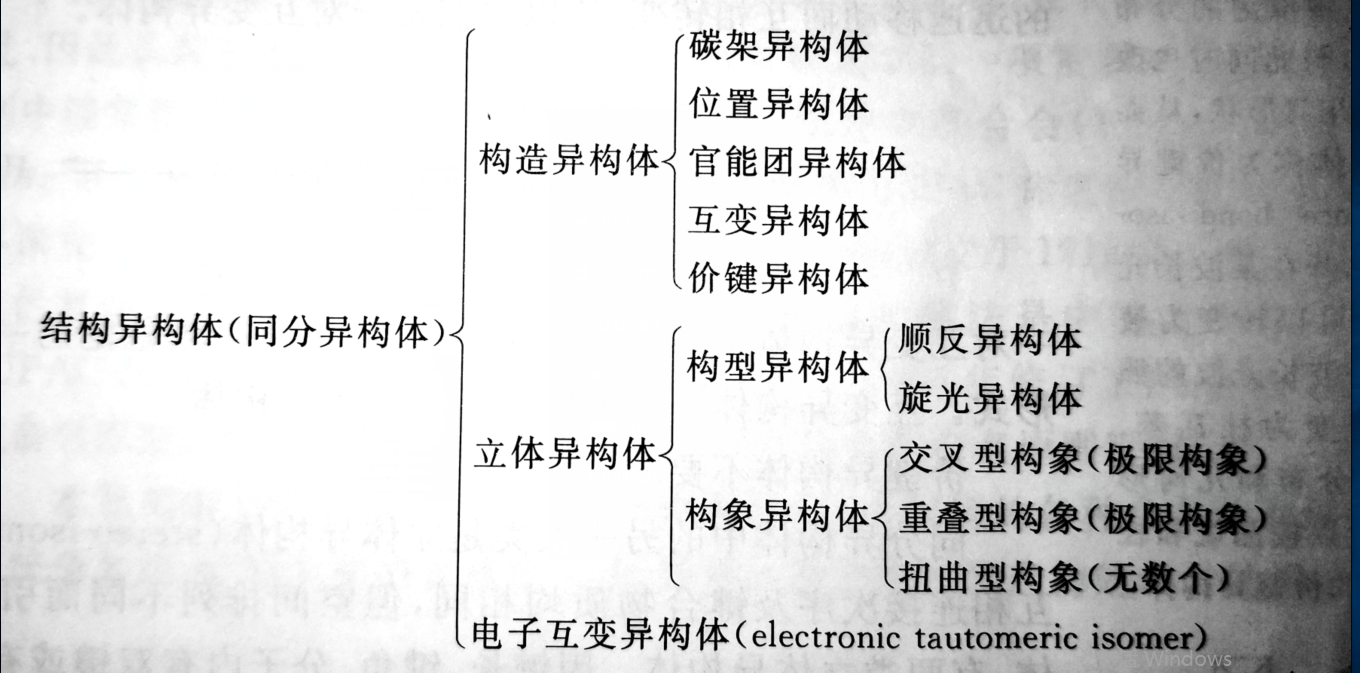 碳架异构体
位置异构体
构造异构体
官能团异构体
互变异构体
价键异构体
结构异构体(同分异构体)
顺反异构体
构型异构体
旋光异构体
立体异构体
交叉型构象(极限构象)
构象异构体
重叠型构象(极限构象)
扭曲型构象(无数个)
电子互变异构体(electronic tautomeric isomer)
Windows